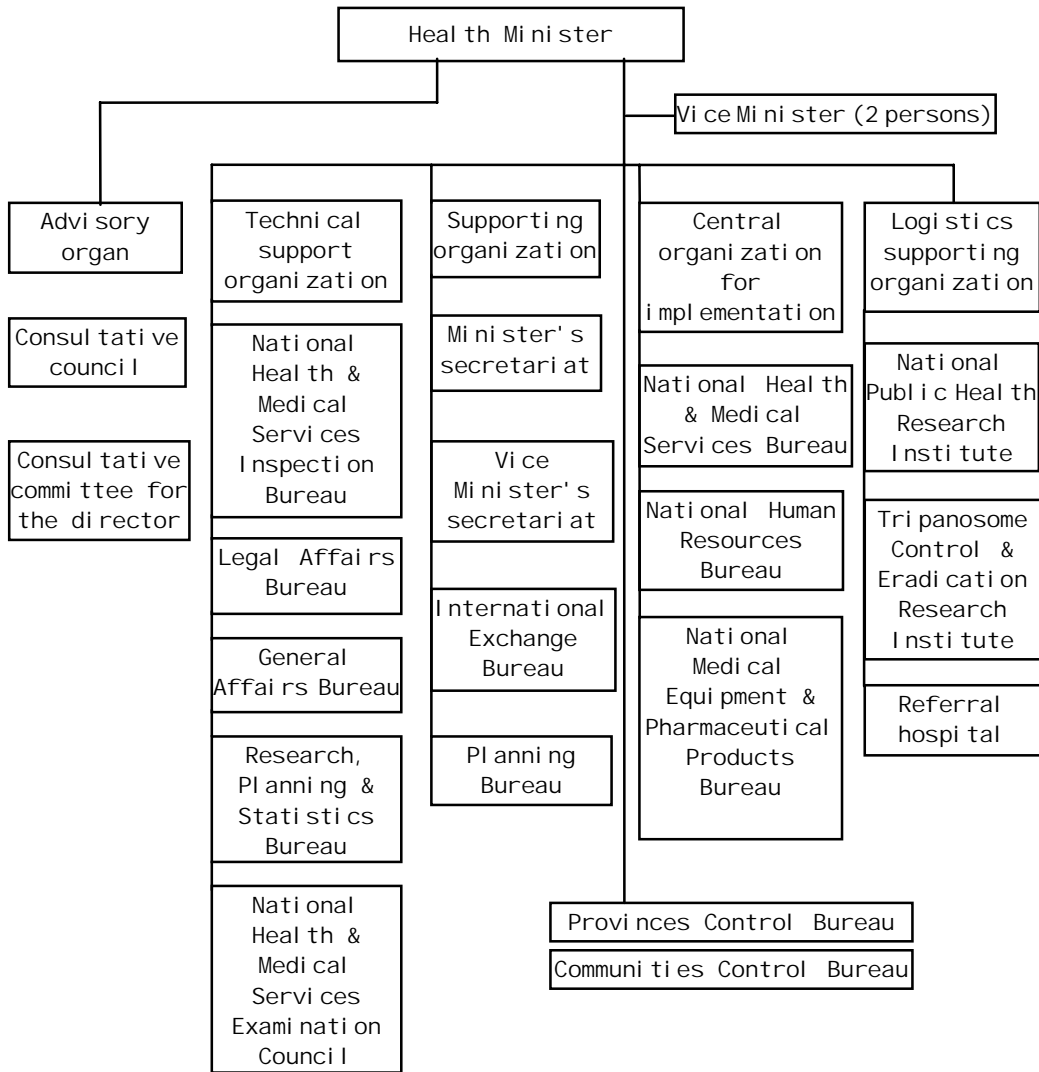 Health Minister
Vice Minister (2 persons)
Advisory
organ
Consultative
council
Consultative
committee for
the director
Technical
support
organization
National
Health &
Medical
Services
Inspection
Bureau
Legal Affairs
Bureau
General
Affairs Bureau
Research,
Planning &
Statistics
Bureau
National
Health &
Medical
Services
Examination
Council
Supporting
organization
Minister's
secretariat
Vice
Minister's
secretariat
International
Exchange
Bureau
Planning
Bureau
Central
organization
for
implementation
National Health
& Medical
Services Bureau
National Human
Resources
Bureau
National
Medical
Equipment &
Pharmaceutical
Products
Bureau
Logistics
supporting
organization
National
Public Health
Research
Institute
Tripanosome
Control &
Eradication
Research
Institute
Referral
hospital
Provinces Control Bureau
Communities Control Bureau